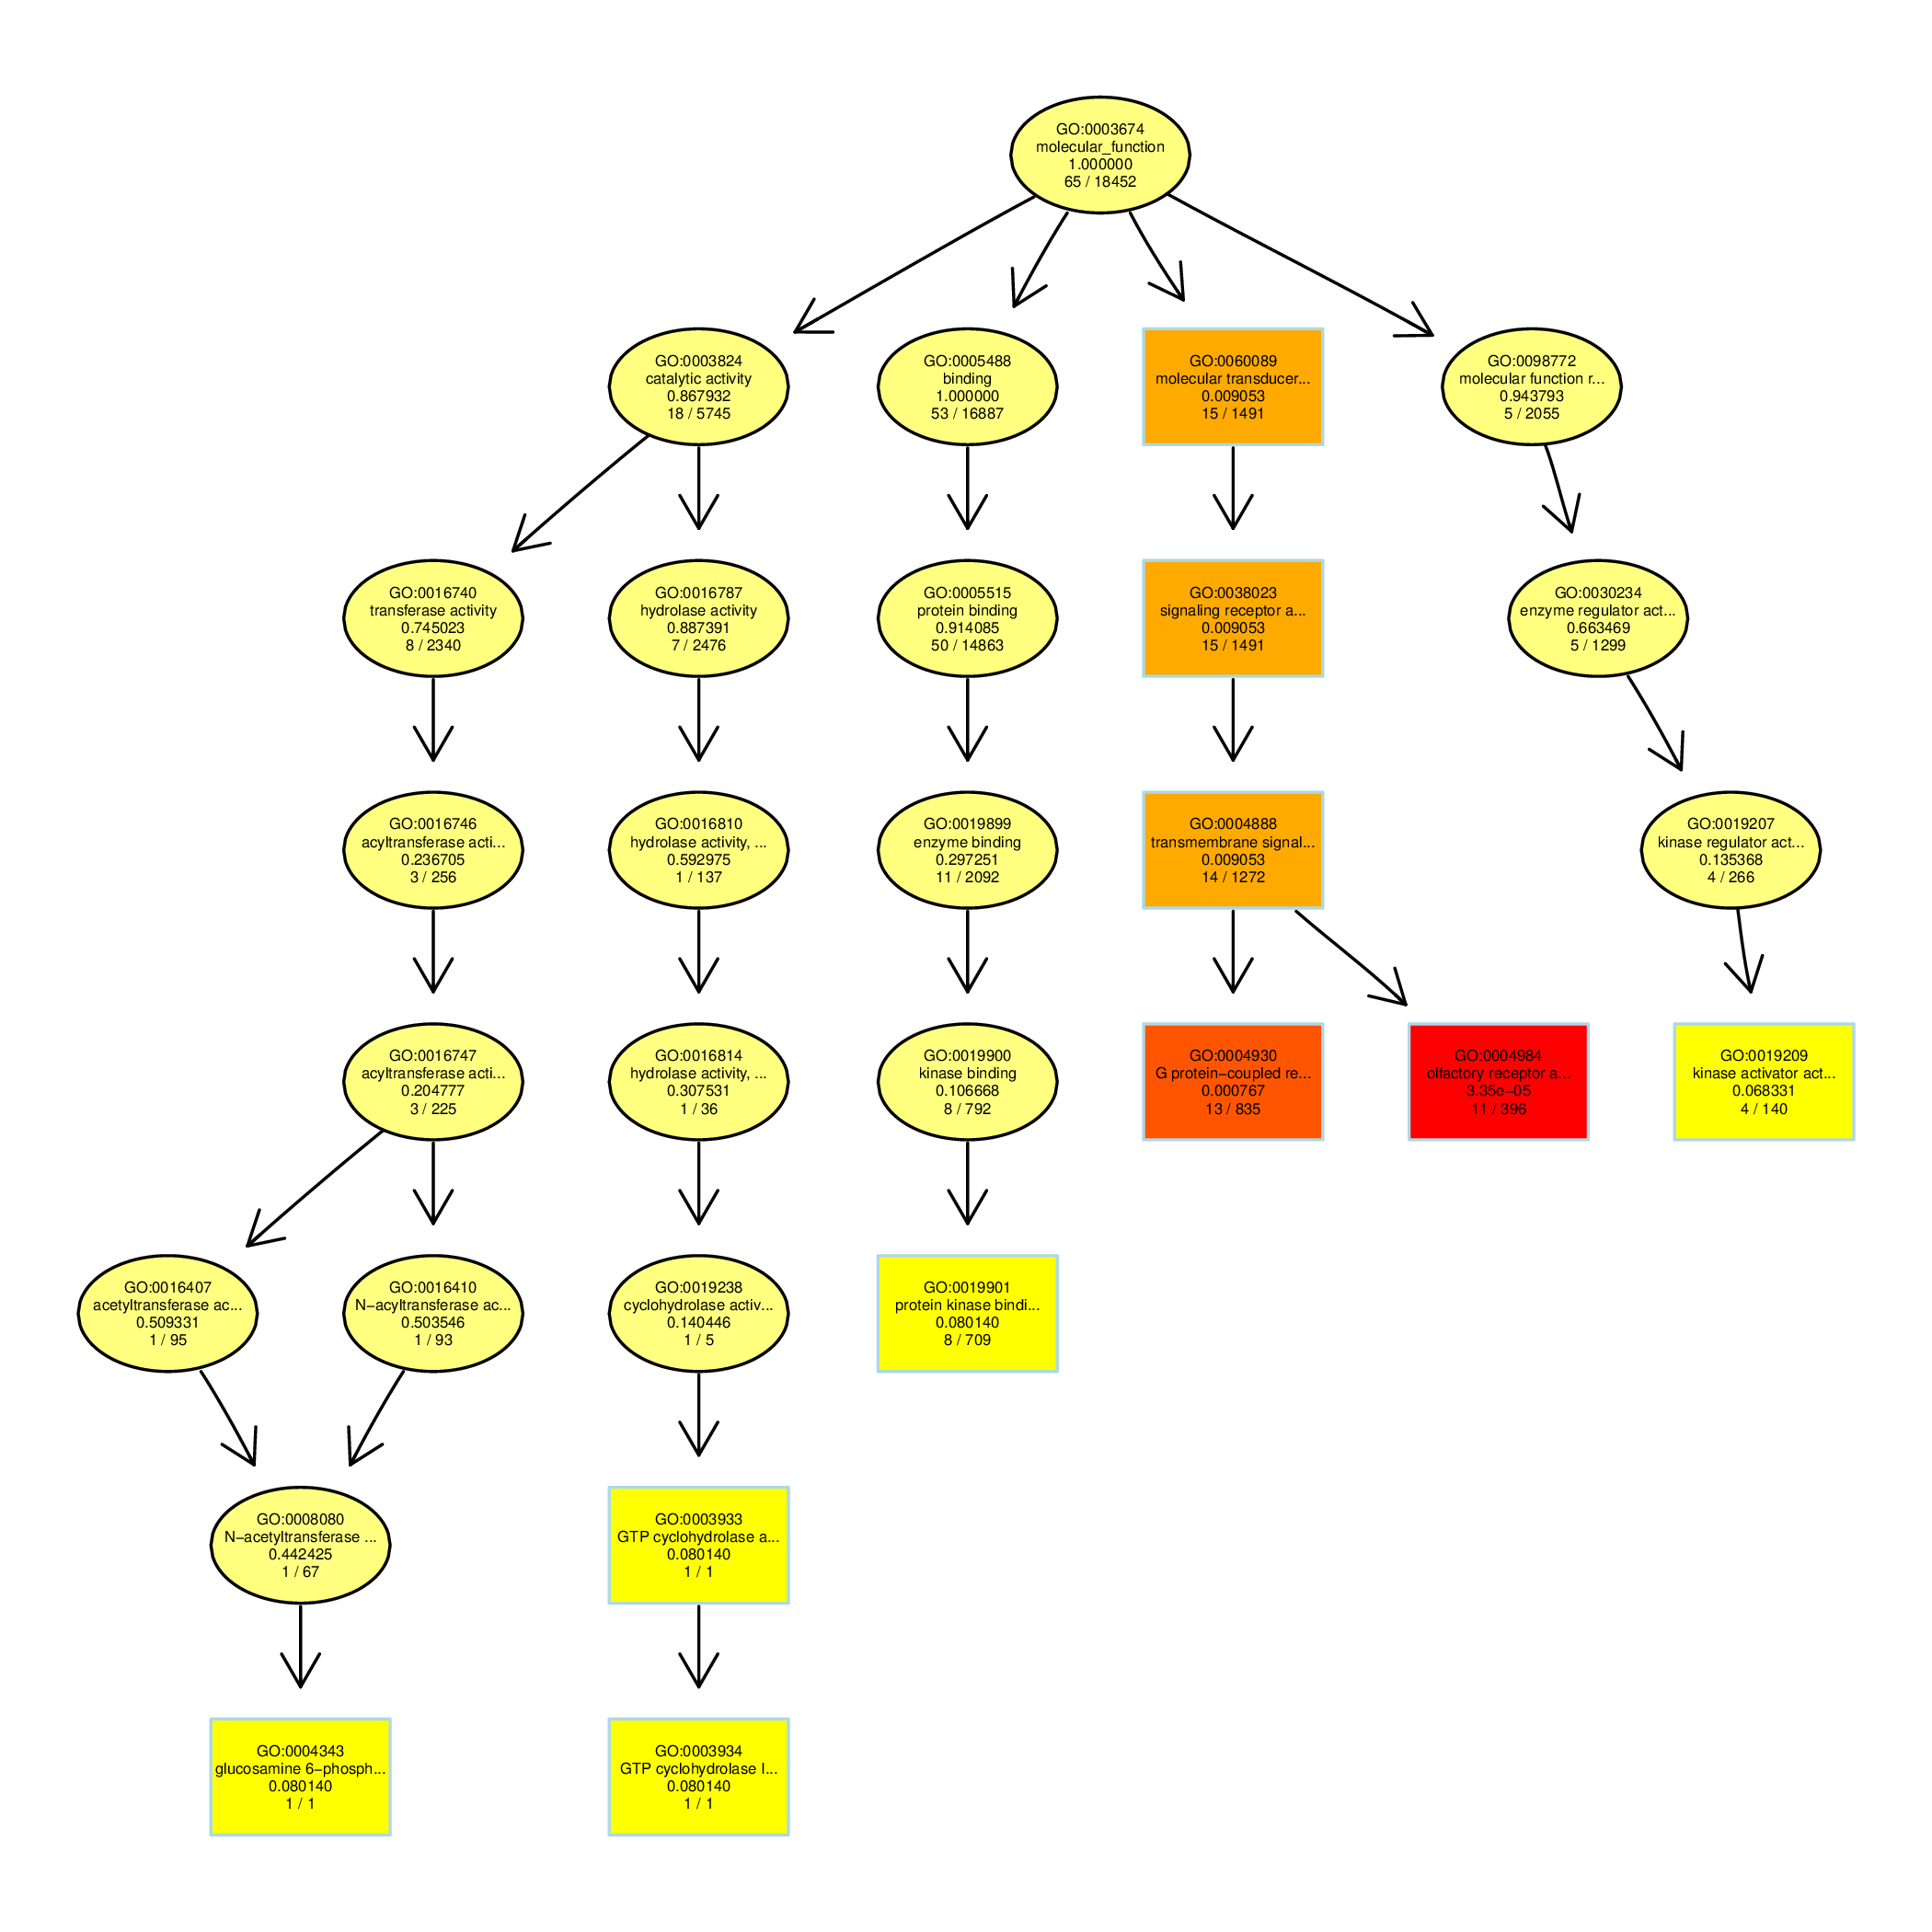 GO:0003674
molecular_function
1.000000
65 / 18452
GO:0003824
catalytic activity
0.867932
18 / 5745
GO:0005488
binding
1.000000
53 / 16887
GO:0060089
molecular transducer...
0.009053
15 / 1491
GO:0098772
molecular function r...
0.943793
5 / 2055
GO:0016740
transferase activity
0.745023
8 / 2340
GO:0016787
hydrolase activity
0.887391
7 / 2476
GO:0005515
protein binding
0.914085
50 / 14863
GO:0038023
signaling receptor a...
0.009053
15 / 1491
GO:0030234
enzyme regulator act...
0.663469
5 / 1299
GO:0016746
acyltransferase acti...
0.236705
3 / 256
GO:0016810
hydrolase activity, ...
0.592975
1 / 137
GO:0019899
enzyme binding
0.297251
11 / 2092
GO:0004888
transmembrane signal...
0.009053
14 / 1272
GO:0019207
kinase regulator act...
0.135368
4 / 266
GO:0016747
acyltransferase acti...
0.204777
3 / 225
GO:0016814
hydrolase activity, ...
0.307531
1 / 36
GO:0019900
kinase binding
0.106668
8 / 792
GO:0004930
G protein−coupled re...
0.000767
13 / 835
GO:0004984
olfactory receptor a...
3.35e−05
11 / 396
GO:0019209
kinase activator act...
0.068331
4 / 140
GO:0016407
acetyltransferase ac...
0.509331
1 / 95
GO:0016410
N−acyltransferase ac...
0.503546
1 / 93
GO:0019238
cyclohydrolase activ...
0.140446
1 / 5
GO:0019901
protein kinase bindi...
0.080140
8 / 709
GO:0008080
N−acetyltransferase ...
0.442425
1 / 67
GO:0003933
GTP cyclohydrolase a...
0.080140
1 / 1
GO:0004343
glucosamine 6−phosph...
0.080140
1 / 1
GO:0003934
GTP cyclohydrolase I...
0.080140
1 / 1